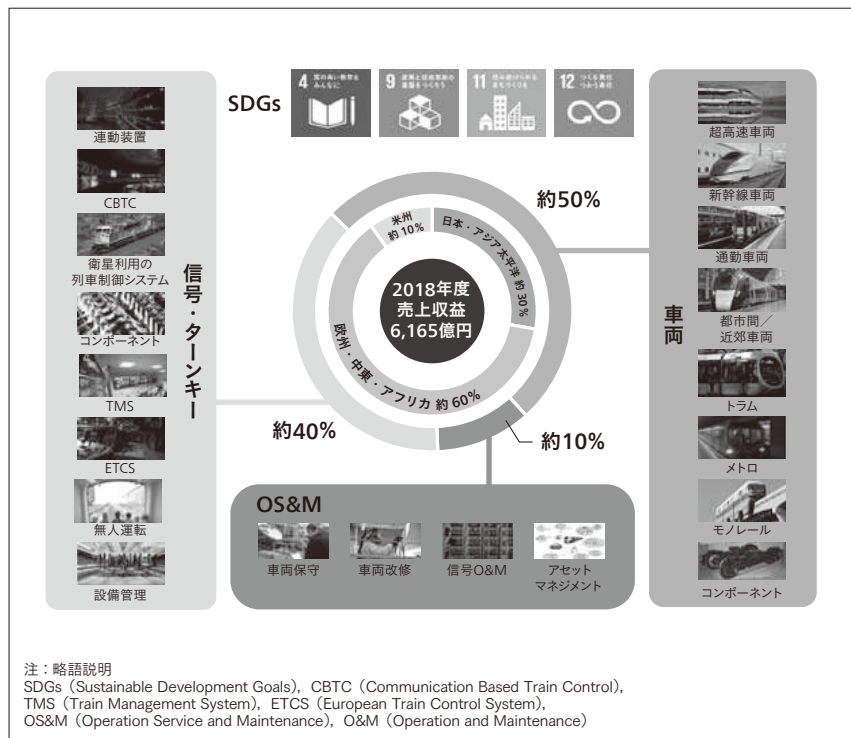 SDGs
4 質の高い教育を
みんなに
9 産業と技術革新の
基盤をつくろう
11 住み続けられる
まちづくりを
12 つくる責任
つかう責任
連動装置
CBTC
衛星利用の
列車制御システム
コンポーネント
TMS
ETCS
無人運転
設備管理
信号・ターンキー
約40%
米州
約10%
日本・アジア太平洋 約30%
欧州・中東・アフリカ 約60%
2018年度
売上収益
6,165億円
約50%
約10%
OS&M
車両保守
車両改修
信号O&M
アセット
マネジメント
車両
超高速車両
新幹線車両
通勤車両
都市間／
近郊車両
トラム
メトロ
モノレール
コンポーネント
注：略語説明
SDGs（Sustainable Development Goals），CBTC（Communication Based Train Control），
TMS（Train Management System），ETCS（European Train Control System），
OS&M（Operation Service and Maintenance），O&M（Operation and Maintenance）